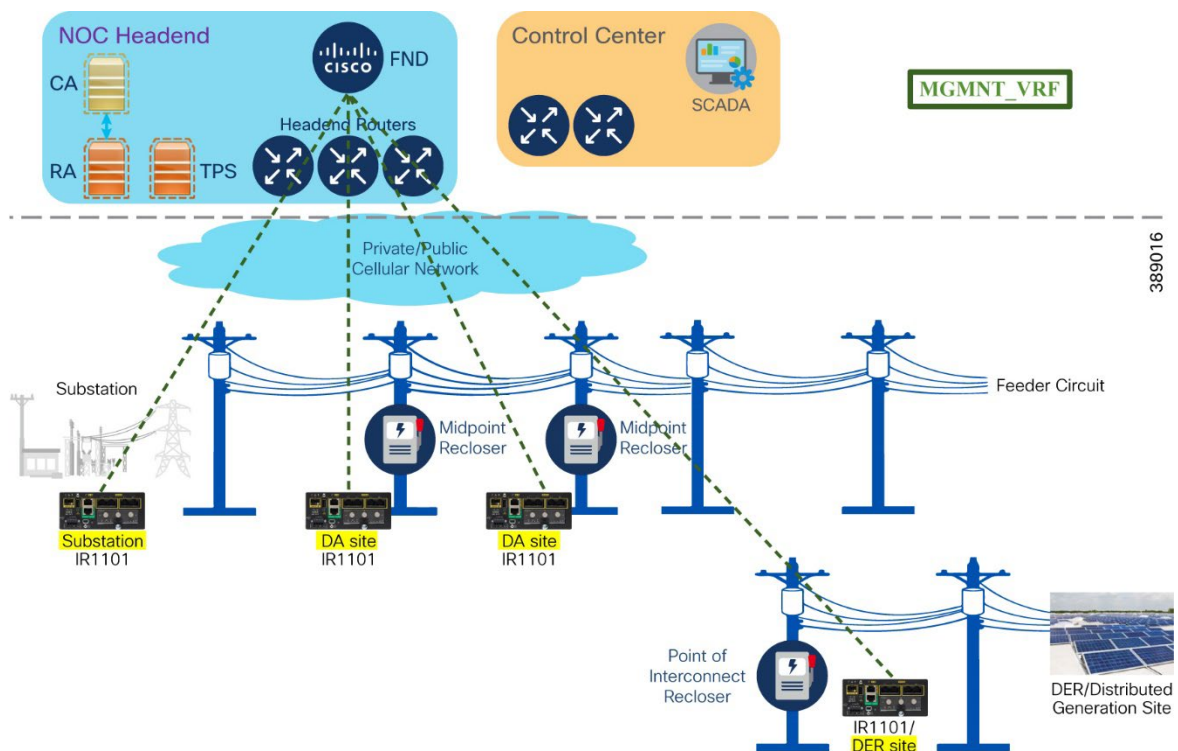 NOC Headend
CA
CISCO
FND
Headend Routers
RA
TPS
Control Center
SCADA
MGMNT_VRF
Private/Public
Cellular Network
389016
Substation
Feeder Circuit
Midpoint
Recloser
Midpoint
Recloser
Substation
IR1101
DA site
IR1101
DA site
IR1101
Point of
Interconnect
Recloser
IR1101/
DER site
DER/Distributed
Generation Site